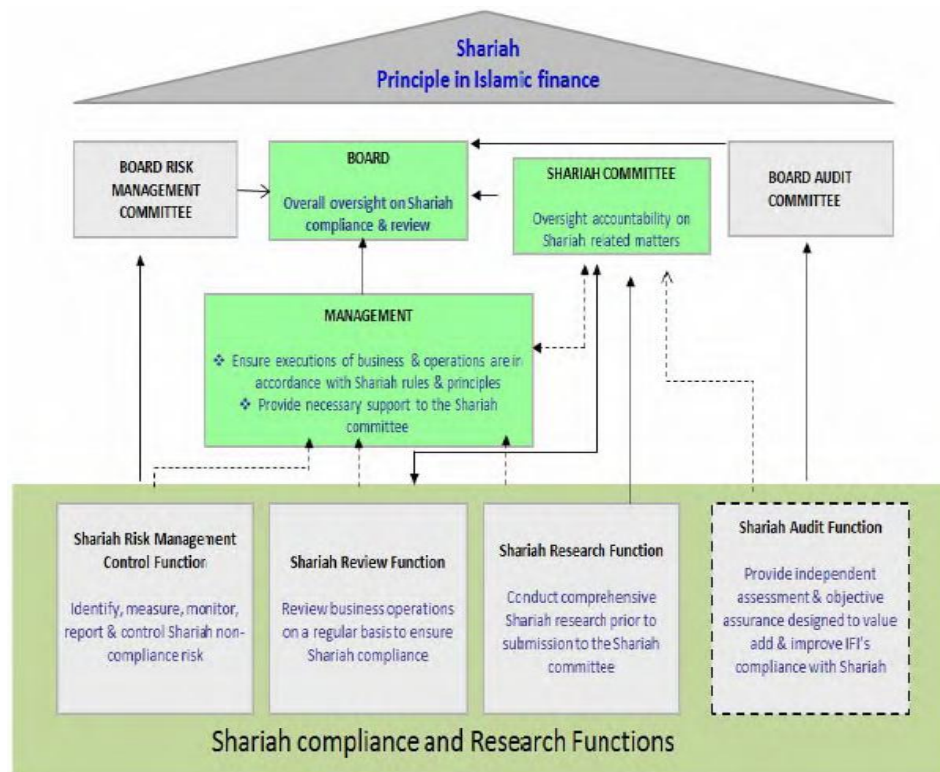 Shariah
Principle in Islamic finance
BOARD RISK
MANAGEMENT
COMMITTEE
BOARD
Overall oversight on Shariah
compliance & review
SHARIAH COMMITTEE
Oversight accountability on
Shariah related matters
BOARD AUDIT
COMMITTEE
MANAGEMENT
❖ Ensure executions of business & operations are in
accordance with Shariah rules & principles
❖ Provide necessary support to the Shariah
committee
Shariah Risk Management
Control Function
Identify, measure, monitor,
report & control Shariah non-
compliance risk
Shariah Review Function
Review business operations
on a regular basis to ensure
Shariah compliance
Shariah Research Function
Conduct comprehensive
Shariah research prior to
submission to the Shariah
committee
Shariah Audit Function
Provide independent
assessment & objective
assurance designed to value
add & improve IFI's
compliance with Shariah
Shariah compliance and Research Functions